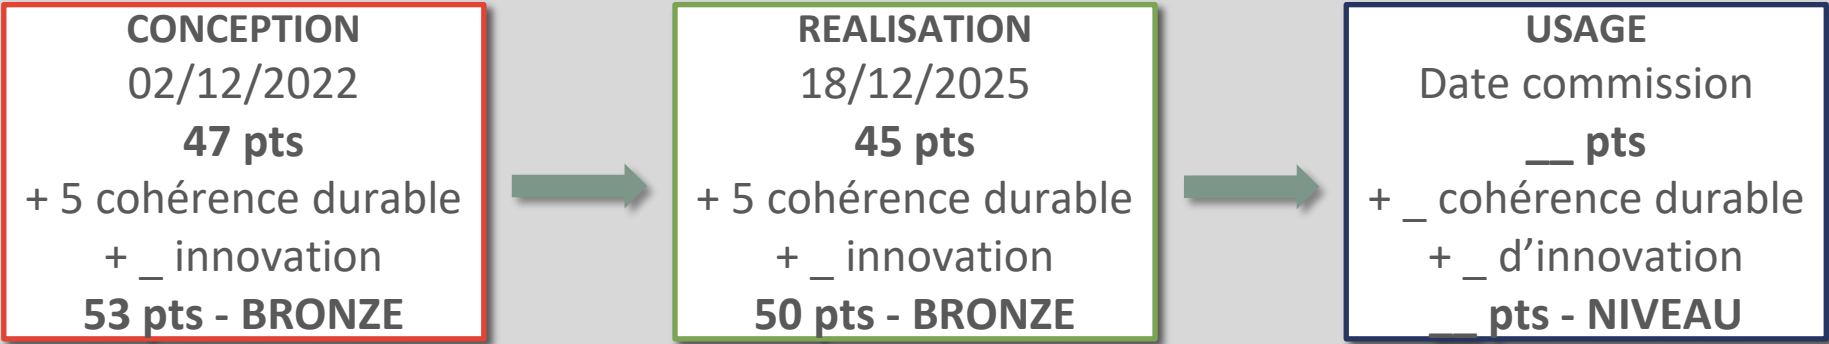 CONCEPTION
02/12/2022
47 pts
+ 5 cohérence durable
+ _ innovation
53 pts - BRONZE
REALISATION
18/12/2025
45 pts
+ 5 cohérence durable
+ _ innovation
50 pts - BRONZE
USAGE
Date commission
__ pts
+ _ cohérence durable
+ _ d’innovation
__ pts - NIVEAU